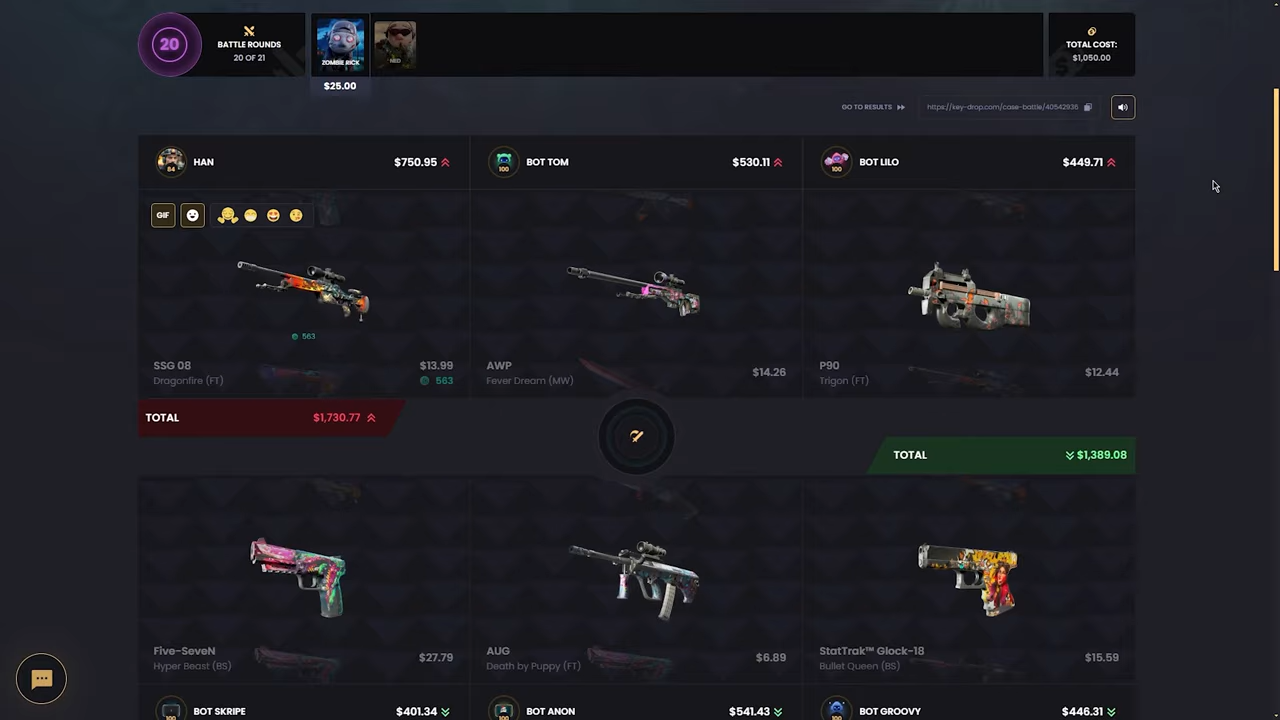 20
BATTLE ROUNDS
20 OF 21
ZOMBIE RICK
NED
$25.00
TOTAL COST:
$1,050.00
GO TO RESULTS
https://key-drop.com/case-battle/40542935
84
HAN
$750.95
100
BOT TOM
$530.11
100
BOT LILO
$449.71
GIF
563
SSG 08
$13.99
Dragonfire (FT)
563
AWP
Fever Dream (MW)
$14.26
P90
Trigon (FT)
$12.44
TOTAL
$1,730.77
TOTAL
$1,389.08
Five-SeveN
Hyper Beast (BS)
$27.79
AUG
Death by Puppy (FT)
$6.89
StatTrak™ Glock-18
Bullet Queen (BS)
$15.59
BOT SKRIPE
$401.34
BOT ANON
$541.43
BOT GROOVY
$446.31